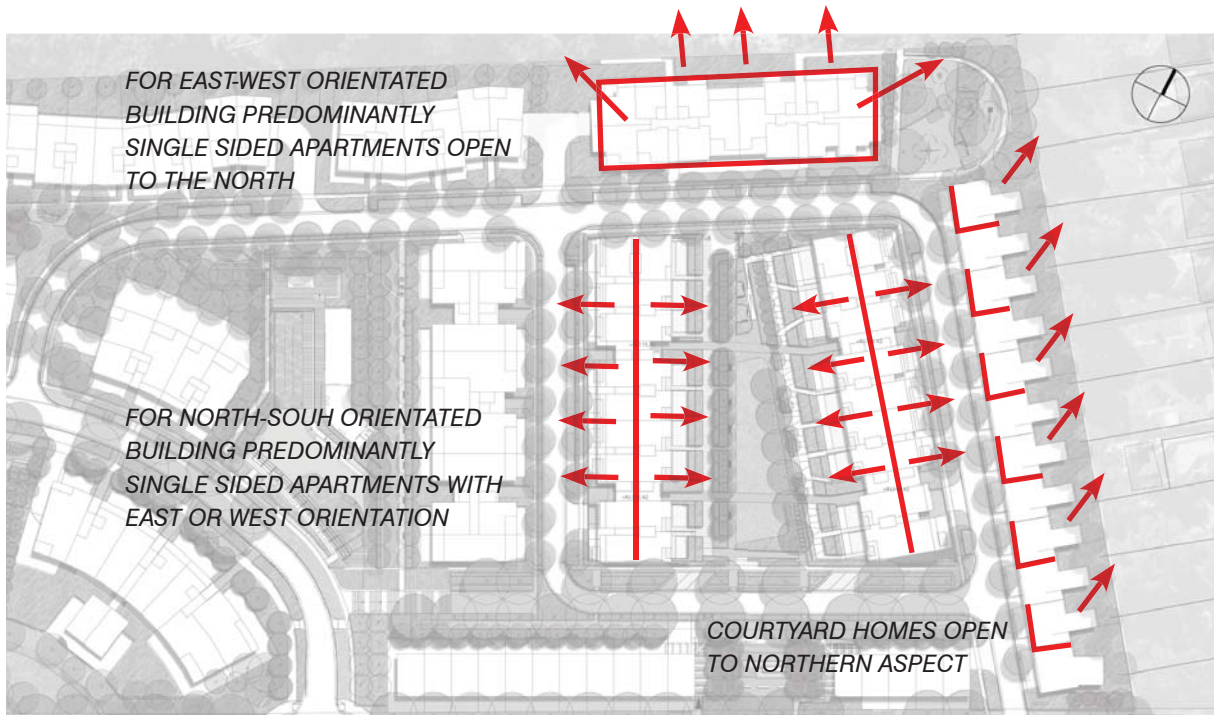 FOR EAST-WEST ORIENTATED
BUILDING PREDOMINANTLY
SINGLE SIDED APARTMENTS OPEN
TO THE NORTH
FOR NORTH-SOUH ORIENTATED
BUILDING PREDOMINANTLY
SINGLE SIDED APARTMENTS WITH
EAST OR WEST ORIENTATION
COURTYARD HOMES OPEN
TO NORTHERN ASPECT